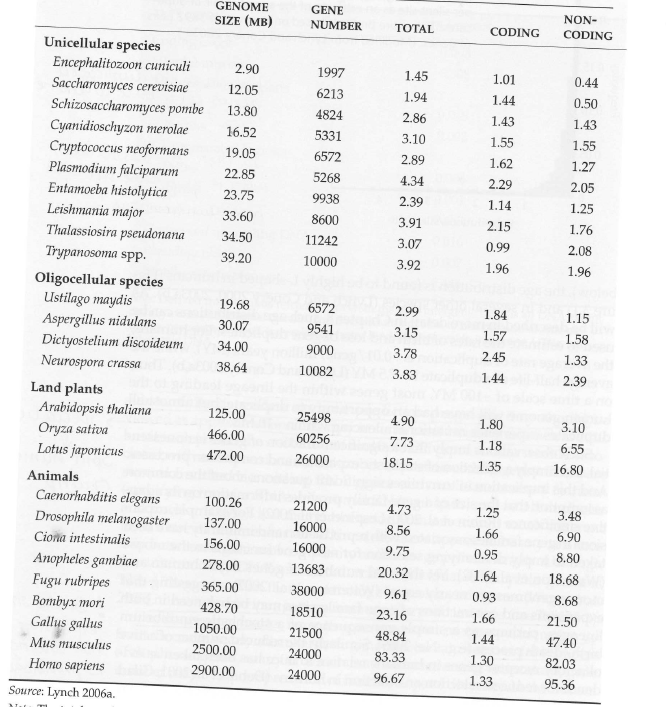 GENOME SIZE (MB) GENE NUMBER TOTAL CODING NON-CODING
Unicellular species
Encephalitozoon cuniculi 2.90 1997 1.45 1.01 0.44
Saccharomyces cerevisiae 12.05 6213 1.94 1.44 0.50
Schizosaccharomyces pombe 13.80 4824 2.86 1.43 1.43
Cyanidioschyzon merolae 16.52 5331 3.10 1.55 1.55
Cryptococcus neoformans 19.05 6572 2.89 1.62 1.27
Plasmodium falciparum 22.85 5268 4.34 2.29 2.05
Entamoeba histolytica 23.75 9938 2.39 1.14 1.25
Leishmania major 33.60 8600 3.91 2.15 1.76
Thalassiosira pseudonana 34.50 11242 3.07 0.99 2.08
Trypanosoma spp. 39.20 10000 3.92 1.96 1.96
Oligocellular species
Ustilago maydis 19.68 6572 2.99 1.84 1.15
Aspergillus nidulans 30.07 9541 3.15 1.57 1.58
Dictyostelium discoideum 34.00 9000 3.78 2.45 1.33
Neurospora crassa 38.64 10082 3.83 1.44 2.39
Land plants
Arabidopsis thaliana 125.00 25498 4.90 1.80 3.10
Oryza sativa 466.00 60256 7.73 1.18 6.55
Lotus japonicus 472.00 26000 18.15 1.35 16.80
Animals
Caenorhabditis elegans 100.26 21200 4.73 1.25 3.48
Drosophila melanogaster 137.00 16000 8.56 1.66 6.90
Ciona intestinalis 156.00 16000 9.75 0.95 8.80
Anopheles gambiae 278.00 13683 20.32 1.64 18.68
Fugu rubripes 365.00 38000 9.61 0.93 8.68
Bombyx mori 428.70 18510 23.16 1.66 21.50
Gallus gallus 1050.00 21500 48.84 1.44 47.40
Mus musculus 2500.00 24000 83.33 1.30 82.03
Homo sapiens 2900.00 24000 96.67 1.33 95.36
Source: Lynch 2006a.